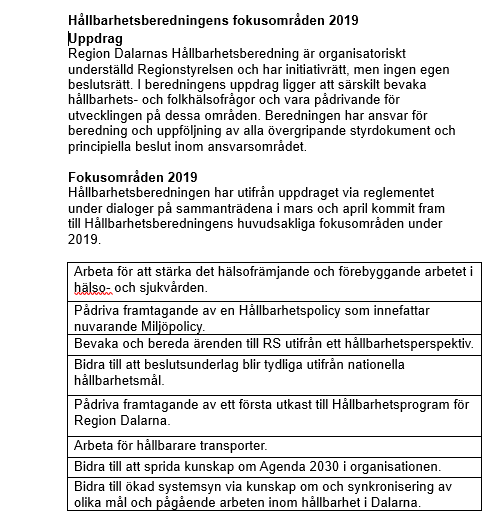 Hållbarhetsberedningens fokusområden 2019
Uppdrag
Region Dalarnas Hållbarhetsberedning är organisatoriskt
underställd Regionstyrelsen och har initiativrätt, men ingen egen
beslutsrätt. I beredningens uppdrag ligger att särskilt bevaka
hållbarhets- och folkhälsofrågor och vara pådrivande för
utvecklingen på dessa områden. Beredningen har ansvar för
beredning och uppföljning av alla övergripande styrdokument och
principiella beslut inom ansvarsområdet.
Fokusområden 2019
Hållbarhetsberedningen har utifrån uppdraget via reglementet
under dialoger på sammanträdena i mars och april kommit fram
till Hållbarhetsberedningens huvudsakliga fokusområden under
2019.
Arbeta för att stärka det hälsofrämjande och förebyggande arbetet i
hälso- och sjukvården.
Pådriva framtagande av en Hållbarhetspolicy som innefattar
nuvarande Miljöpolicy.
Bevaka och bereda ärenden till RS utifrån ett hållbarhetsperspektiv.
Bidra till att beslutsunderlag blir tydliga utifrån nationella
hållbarhetsmål.
Pådriva framtagande av ett första utkast till Hållbarhetsprogram för
Region Dalarna.
Arbeta för hållbarare transporter.
Bidra till att sprida kunskap om Agenda 2030 i organisationen.
Bidra till ökad systemsyn via kunskap om och synkronisering av
olika mål och pågående arbeten inom hållbarhet i Dalarna.